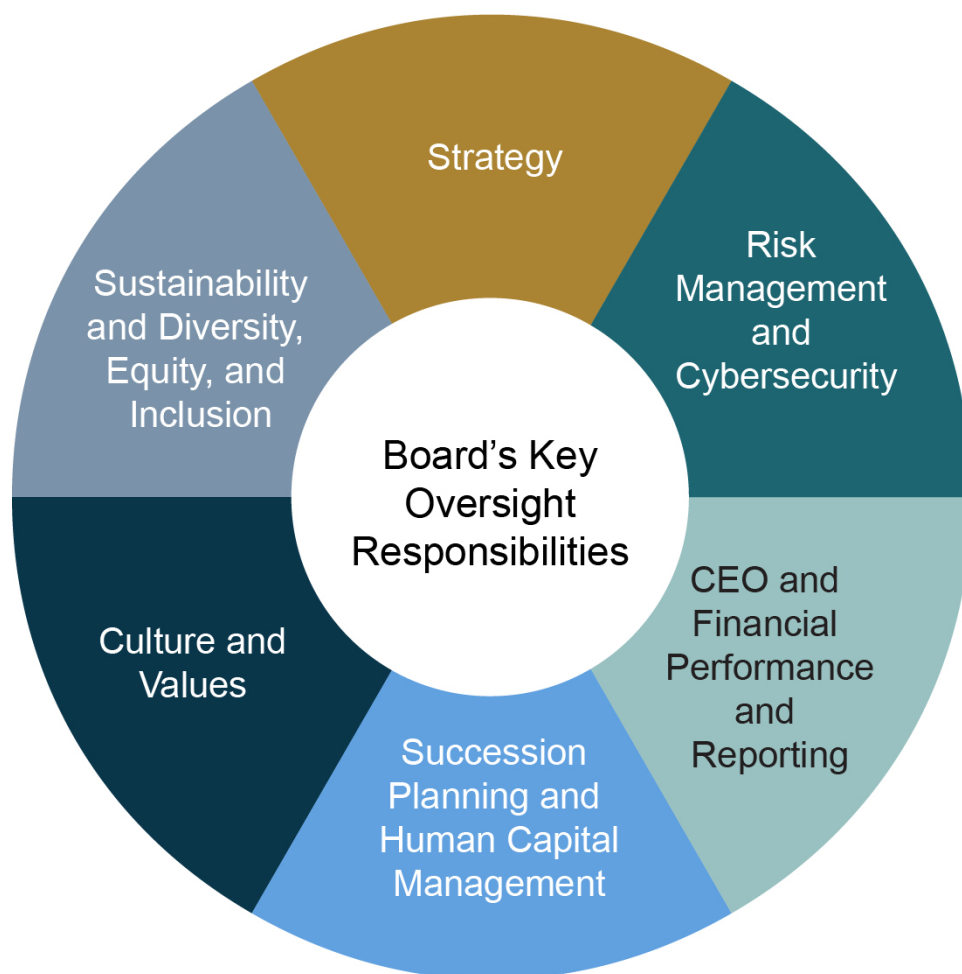 Strategy
Risk
Management
and
Cybersecurity
CEO and
Financial
Performance
and
Reporting
Succession
Planning and
Human Capital
Management
Culture and
Values
Sustainability
and Diversity,
Equity, and
Inclusion
Board’s Key
Oversight
Responsibilities